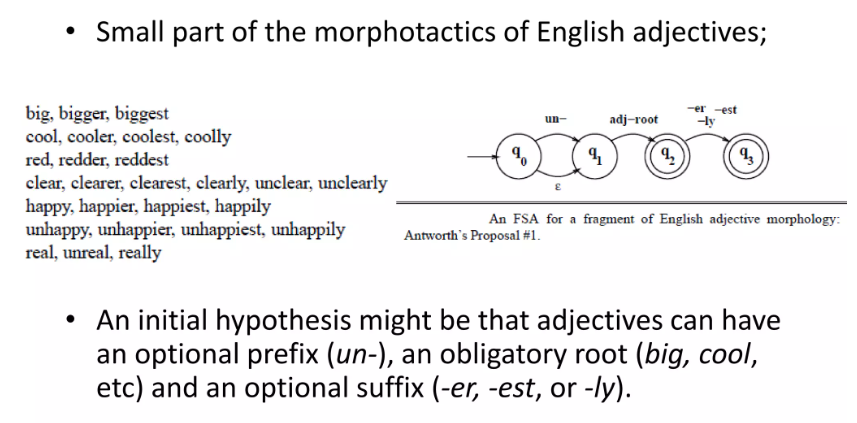 • Small part of the morphotactics of English adjectives;
big, bigger, biggest
cool, cooler, coolest, coolly
red, redder, reddest
clear, clearer, clearest, clearly, unclear, unclearly
happy, happier, happiest, happily
unhappy, unhappier, unhappiest, unhappily
real, unreal, really
un–
adj–root
–er –est
–ly
q0
q1
q2
q3
ε
An FSA for a fragment of English adjective morphology:
Antworth's Proposal #1.
• An initial hypothesis might be that adjectives can have
an optional prefix (un-), an obligatory root (big, cool,
etc) and an optional suffix (-er, -est, or -ly).